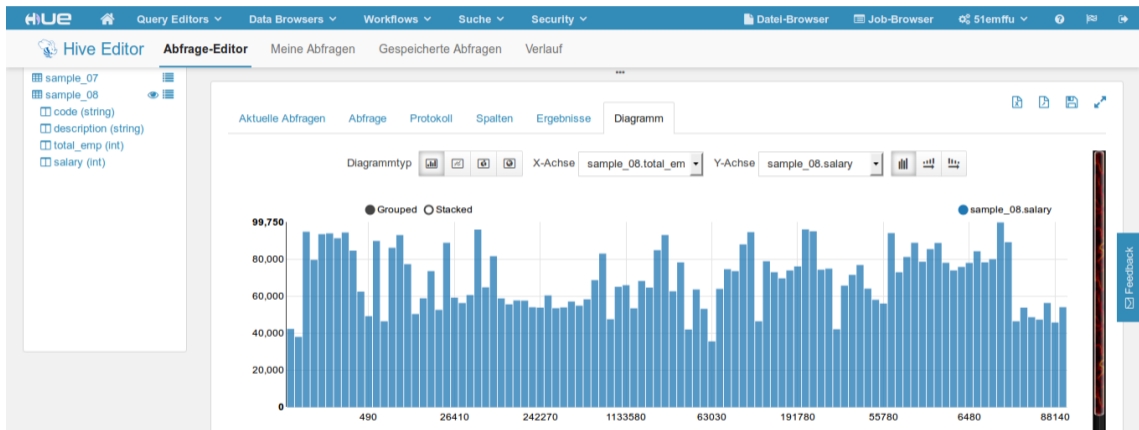 HUE Query Editors Data Browsers Workflows Suche Security Datei-Browser Job-Browser 51emffu
Hive Editor Abfrage-Editor Meine Abfragen Gespeicherte Abfragen Verlauf
sample_07
sample_08
code (string)
description (string)
total_emp (int)
salary (int)
Aktuelle Abfragen Abfrage Protokoll Spalten Ergebnisse Diagramm
Diagrammtyp X-Achse sample_08.total_em Y-Achse sample_08.salary
Grouped Stacked sample_08.salary
99,750
80,000
60,000
40,000
20,000
0
490 26410 242270 1133580 63030 191780 55780 6480 88140
Feedback